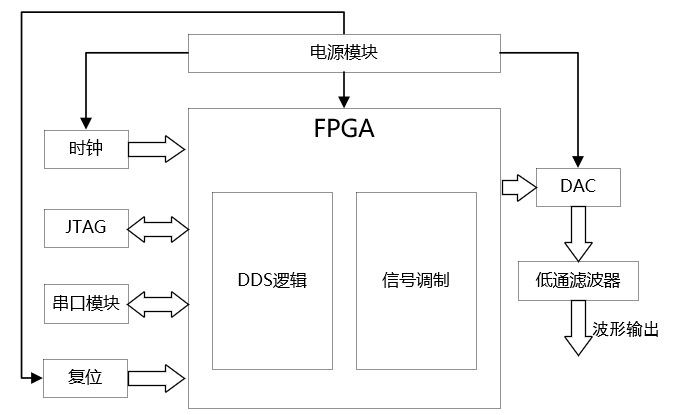 电源模块
FPGA
时钟
DAC
JTAG
DDS逻辑
信号调制
低通滤波器
串口模块
波形输出
复位